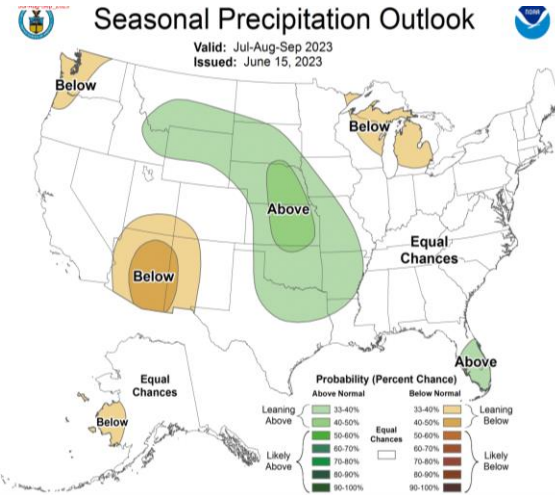 Seasonal Precipitation Outlook
Valid: Jul-Aug-Sep 2023
Issued: June 15, 2023
Below
Below
Above
Equal
Chances
Below
Above
Equal
Chances
Below
Probability (Percent Chance)
Above Normal
Below Normal
Leaning
Above
33-40%
40-50%
Likely
Above
50-60%
60-70%
70-80%
80-90%
90-100%
Equal
Chances
33-40%
40-50%
Leaning
Below
50-60%
60-70%
70-80%
80-90%
90-100%
Likely
Below